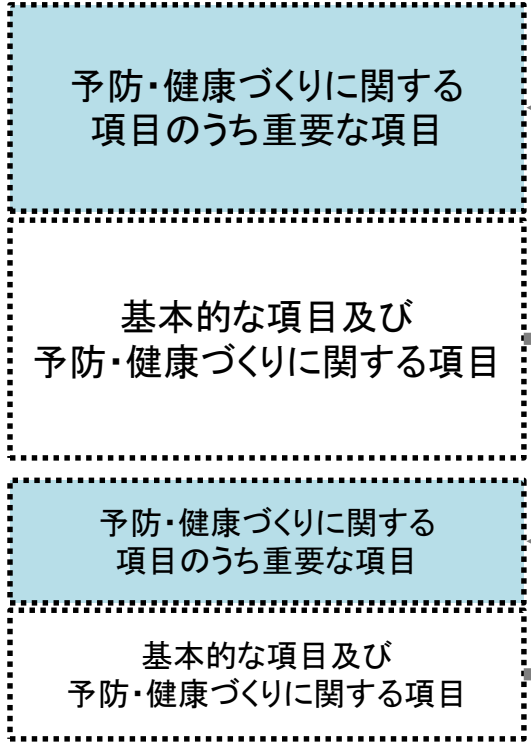 予防・健康づくりに関する
項目のうち重要な項目
基本的な項目及び
予防・健康づくりに関する項目
予防・健康づくりに関する
項目のうち重要な項目
基本的な項目及び
予防・健康づくりに関する項目